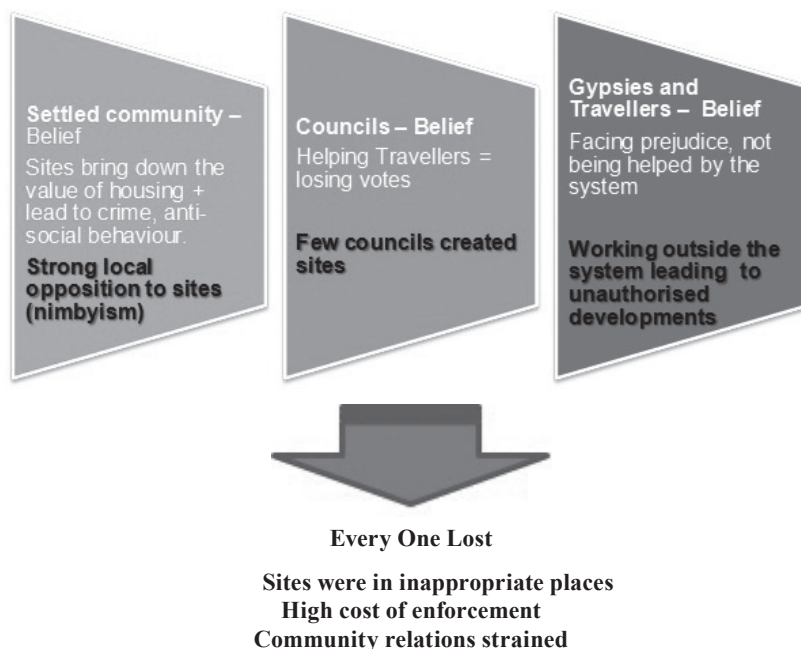 Settled community –
Belief
Sites bring down the
value of housing +
lead to crime, anti-
social behaviour.
Strong local
opposition to sites
(nimbyism)
Councils – Belief
Helping Travellers =
losing votes
Few councils created
sites
Gypsies and
Travellers – Belief
Facing prejudice, not
being helped by the
system
Working outside the
system leading to
unauthorised
developments
Every One Lost
Sites were in inappropriate places
High cost of enforcement
Community relations strained